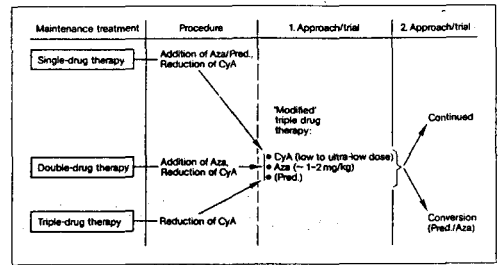 Maintenance treatment
Procedure
1. Approach/trial
2. Approach/trial
Single-drug therapy
Addition of Aza/Pred.,
Reduction of CyA
'Modified'
triple drug
therapy:
Continued
Double-drug therapy
Addition of Aza,
Reduction of CyA
• CyA (low to ultra-low dose)
• Aza (~ 1-2 mg/kg)
• (Pred.)
Triple-drug therapy
Reduction of CyA
Conversion
(Pred./Aza)